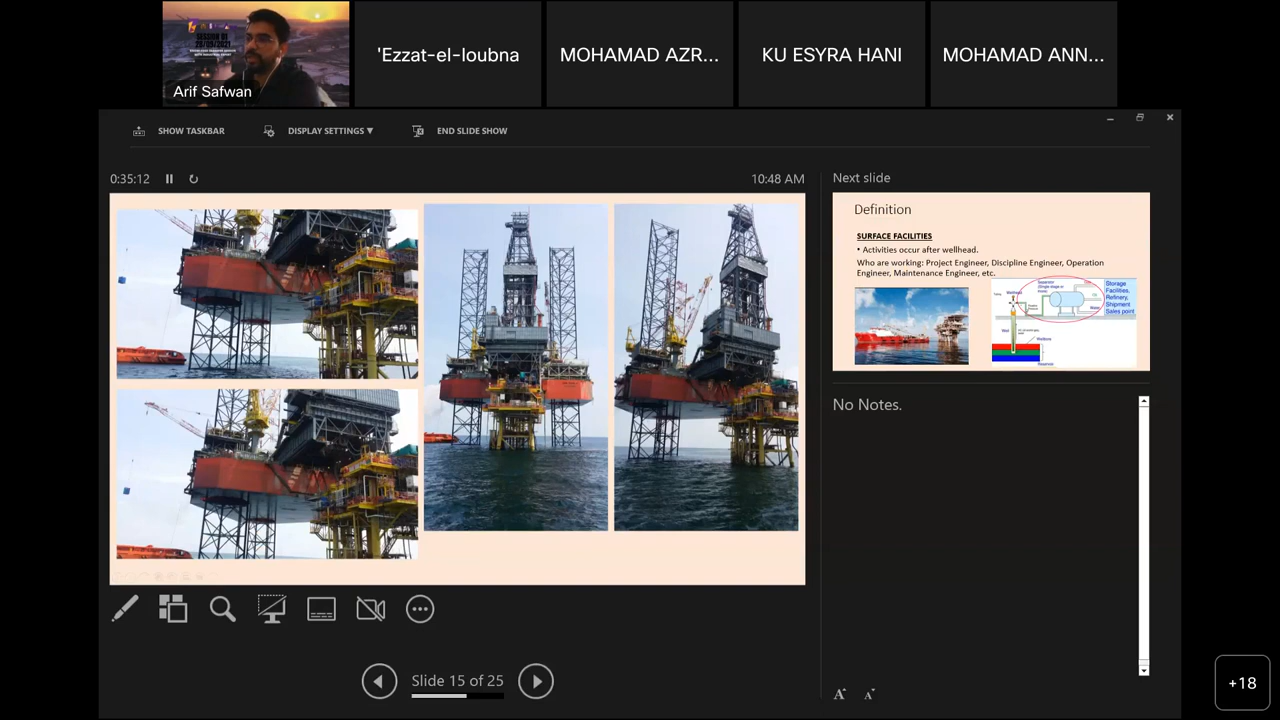 SESSION 03
Arif Safwan
'Ezzat-el-loubna
MOHAMAD AZR...
KU ESYRA HANI
MOHAMAD ANN...
SHOW TASKBAR
DISPLAY SETTINGS ▼
END SLIDE SHOW
0:35:12
10:48 AM
Next slide
Definition
SURFACE FACILITIES
• Activities occur after wellhead.
Who are working: Project Engineer, Discipline Engineer, Operation
Engineer, Maintenance Engineer, etc.
Storage
Facilities,
Refinery,
Shipment
Sales point
No Notes.
Slide 15 of 25
A
A
+18